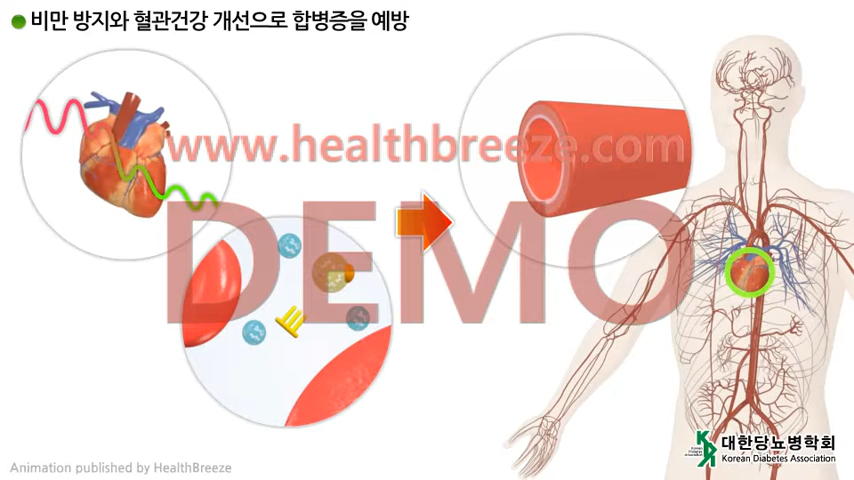 비만 방지와 혈관건강 개선으로 합병증을 예방
www.healthbreeze.com
DEMO
대한당뇨병학회
Korean Diabetes Association
Animation published by HealthBreeze